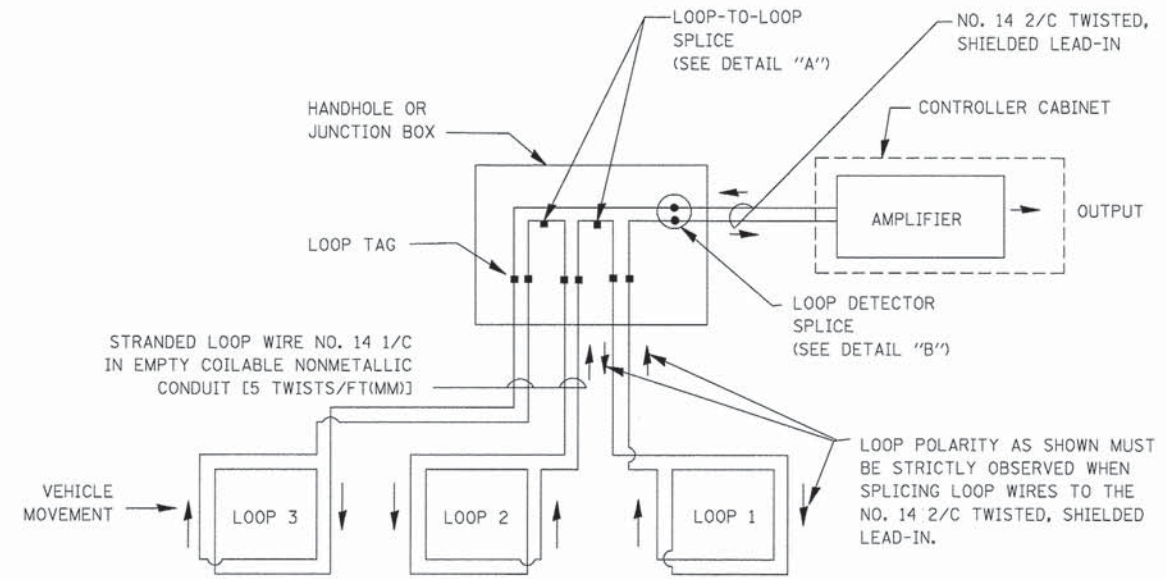 LOOP-TO-LOOP
SPLICE
(SEE DETAIL "A")
NO. 14 2/C TWISTED,
SHIELDED LEAD-IN
HANDHOLE OR
JUNCTION BOX
CONTROLLER CABINET
AMPLIFIER
OUTPUT
LOOP TAG
LOOP DETECTOR
SPLICE
(SEE DETAIL "B")
STRANDED LOOP WIRE NO. 14 1/C
IN EMPTY COILABLE NONMETALLIC
CONDUIT [5 TWISTS/FT(MM)]
VEHICLE
MOVEMENT
LOOP 3
LOOP 2
LOOP 1
LOOP POLARITY AS SHOWN MUST
BE STRICTLY OBSERVED WHEN
SPLICING LOOP WIRES TO THE
NO. 14 2/C TWISTED, SHIELDED
LEAD-IN.